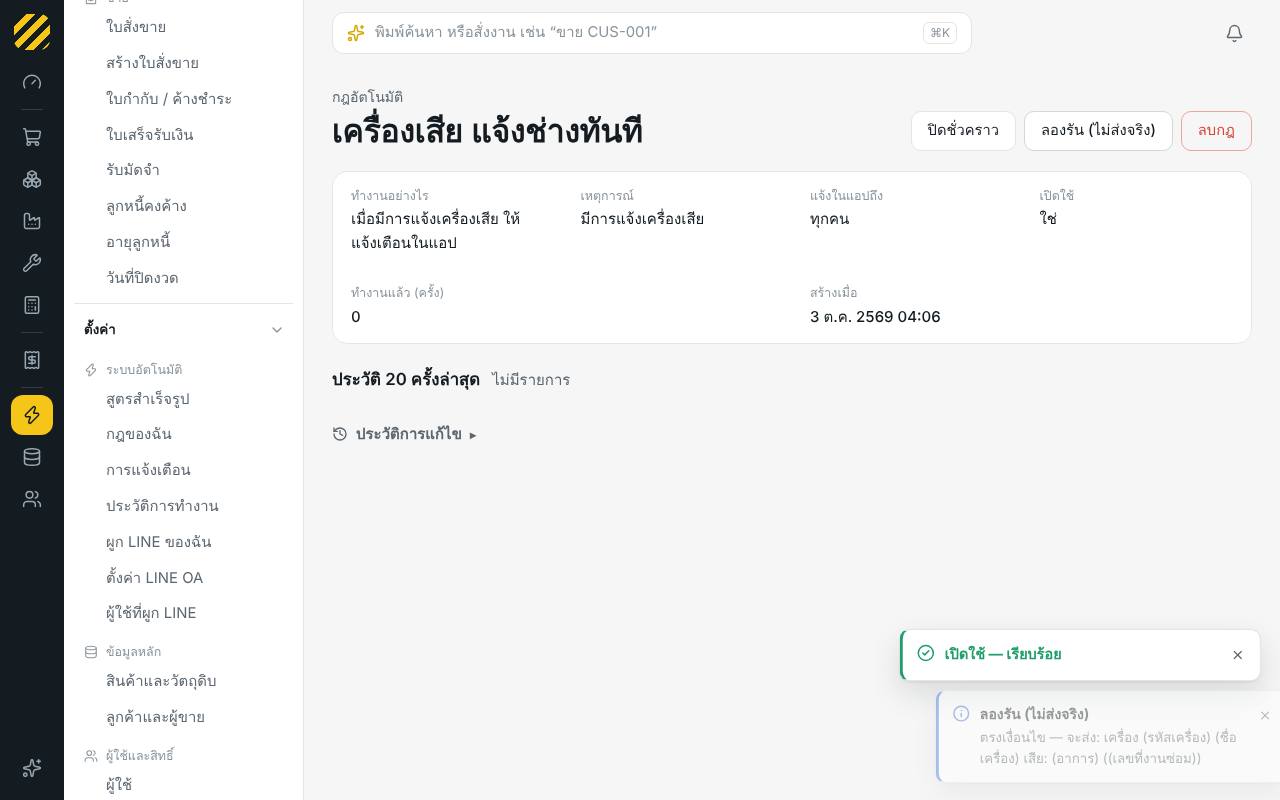 พิมพ์ค้นหา หรือสั่งงาน เช่น “ขาย CUS-001”
⌘K
ใบสั่งขาย
สร้างใบสั่งขาย
ใบกำกับ / ค้างชำระ
ใบเสร็จรับเงิน
รับมัดจำ
ลูกหนี้คงค้าง
อายุลูกหนี้
วันที่ปิดงวด
ตั้งค่า
ระบบอัตโนมัติ
สูตรสำเร็จรูป
กฎของฉัน
การแจ้งเตือน
ประวัติการทำงาน
ผูก LINE ของฉัน
ตั้งค่า LINE OA
ผู้ใช้ที่ผูก LINE
ข้อมูลหลัก
สินค้าและวัตถุดิบ
ลูกค้าและผู้ขาย
ผู้ใช้และสิทธิ์
ผู้ใช้
กฎอัตโนมัติ
เครื่องเสีย แจ้งช่างทันที
ปิดชั่วคราว
ลองรัน (ไม่ส่งจริง)
ลบกฎ
ทำงานอย่างไร
เมื่อมีการแจ้งเครื่องเสีย ให้
แจ้งเตือนในแอป
เหตุการณ์
มีการแจ้งเครื่องเสีย
แจ้งในแอปถึง
ทุกคน
เปิดใช้
ใช่
ทำงานแล้ว (ครั้ง)
0
สร้างเมื่อ
3 ต.ค. 2569 04:06
ประวัติ 20 ครั้งล่าสุด ไม่มีรายการ
ประวัติการแก้ไข ▸
เปิดใช้ — เรียบร้อย
ลองรัน (ไม่ส่งจริง)
ตรงเงื่อนไข — จะส่ง: เครื่อง (รหัสเครื่อง) (ชื่อ
เครื่อง) เสีย: (อาการ) ((เลขที่งานซ่อม))